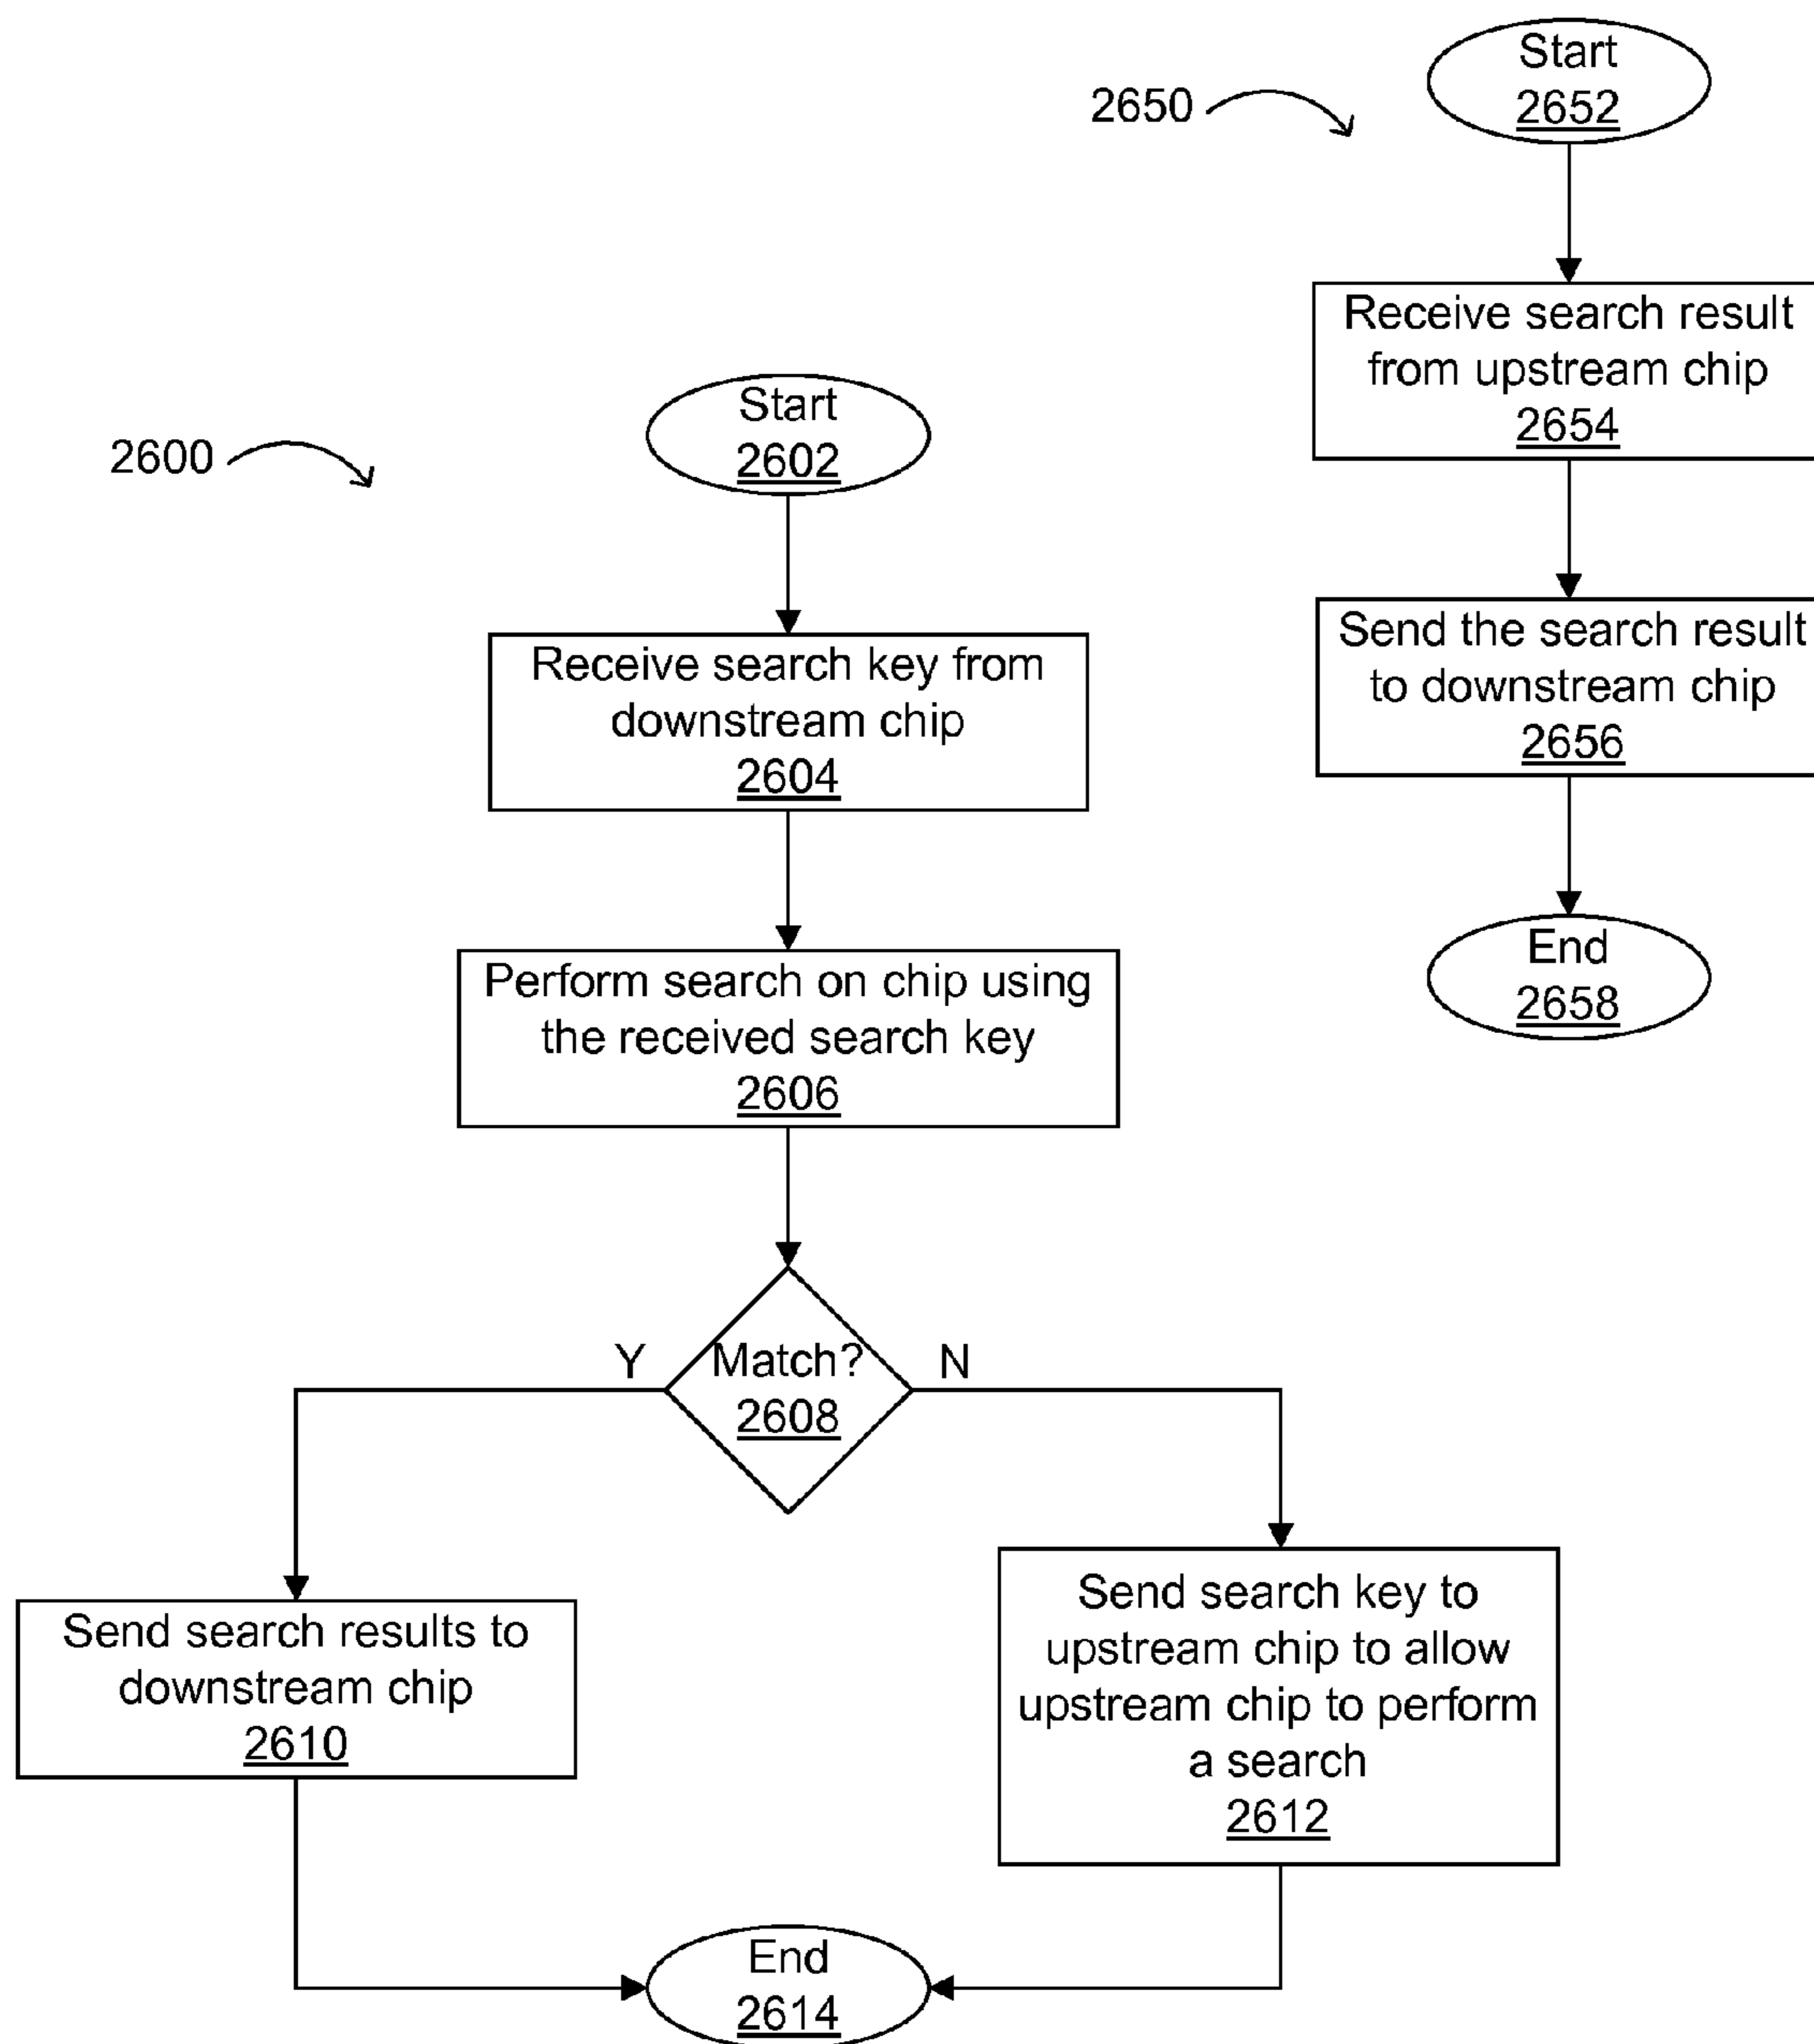 2600
Start
2602
Receive search key from
downstream chip
2604
Perform search on chip using
the received search key
2606
Match?
2608
Y
N
Send search results to
downstream chip
2610
Send search key to
upstream chip to allow
upstream chip to perform
a search
2612
End
2614
2650
Start
2652
Receive search result
from upstream chip
2654
Send the search result
to downstream chip
2656
End
2658